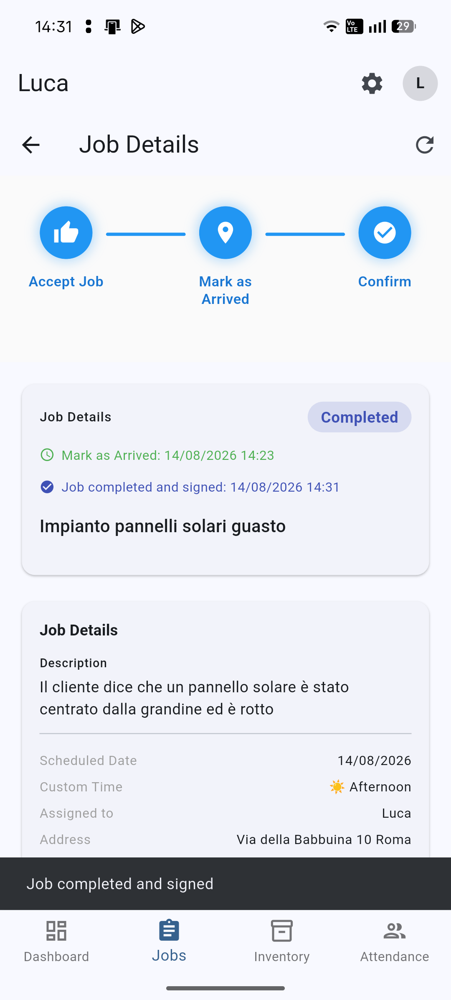 14:31
Vo LTE
29
Luca
L
Job Details
Accept Job
Mark as
Arrived
Confirm
Job Details
Completed
Mark as Arrived: 14/08/2026 14:23
Job completed and signed: 14/08/2026 14:31
Impianto pannelli solari guasto
Job Details
Description
Il cliente dice che un pannello solare è stato
centrato dalla grandine ed è rotto
Scheduled Date 14/08/2026
Custom Time ☀️ Afternoon
Assigned to Luca
Address Via della Babbuina 10 Roma
Job completed and signed
Dashboard
Jobs
Inventory
Attendance